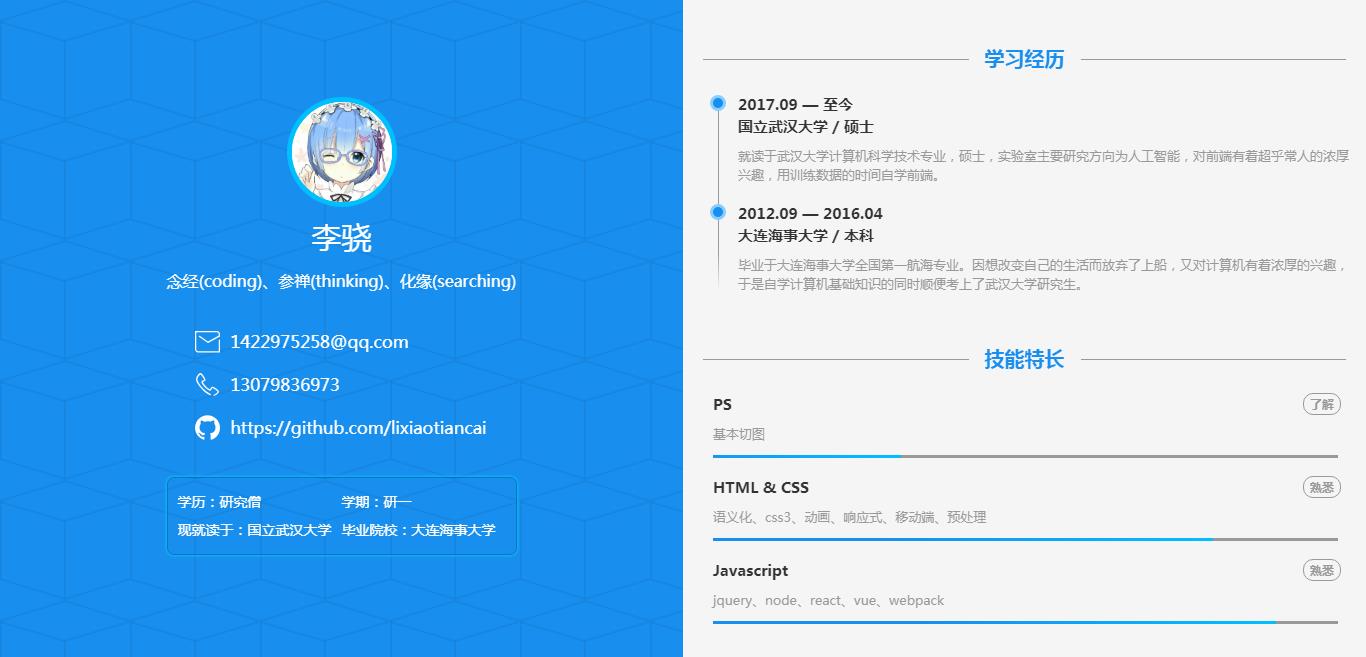 李骁
念经(coding)、参禅(thinking)、化缘(searching)
1422975258@qq.com
13079836973
https://github.com/lixiaotiancai
学历：研究僧 学期：研一
现就读于：国立武汉大学 毕业院校：大连海事大学
学习经历
2017.09 — 至今
国立武汉大学 / 硕士
就读于武汉大学计算机科学技术专业，硕士，实验室主要研究方向为人工智能，对前端有着超乎常人的浓厚
兴趣，用训练数据的时间自学前端。
2012.09 — 2016.04
大连海事大学 / 本科
毕业于大连海事大学全国第一航海专业。因想改变自己的生活而放弃了上船，又对计算机有着浓厚的兴趣，
于是自学计算机基础知识的同时顺便考上了武汉大学研究生。
技能特长
PS 了解
基本切图
HTML & CSS 熟悉
语义化、css3、动画、响应式、移动端、预处理
Javascript 熟悉
jquery、node、react、vue、webpack